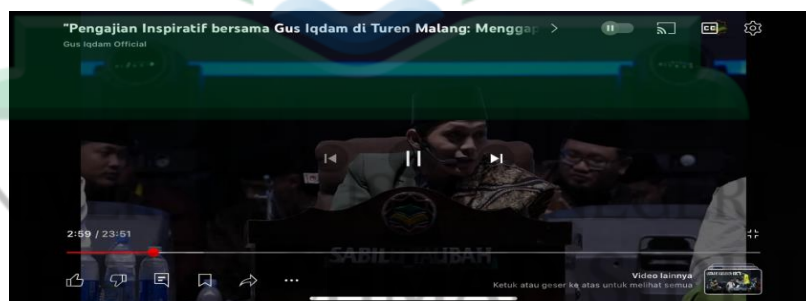 "Pengajian Inspiratif bersama Gus Iqdam di Turen Malang: Menggap
Gus Iqdam Official
CC
2:59 / 23:51
SABILU TAUBAH
Video lainnya
Ketuk atau geser ke atas untuk melihat semua